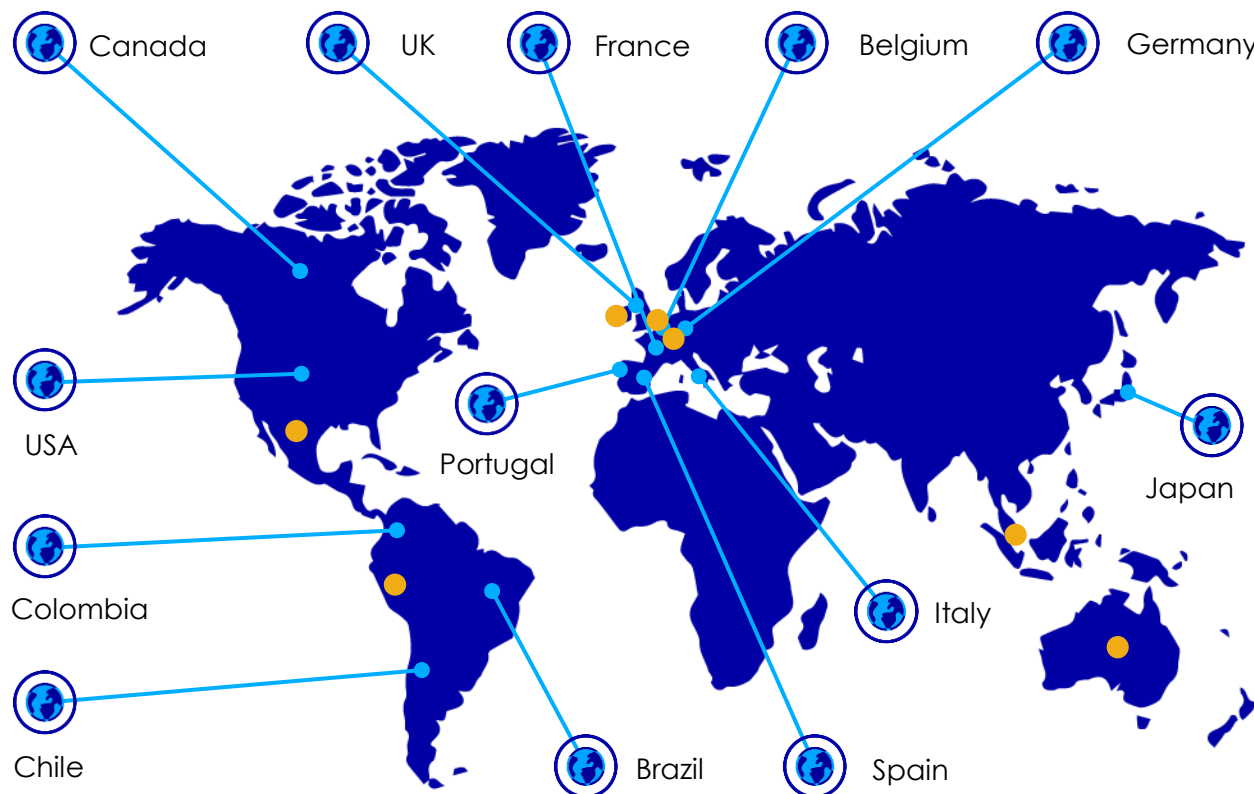 Canada
UK
France
Belgium
Germany
USA
Portugal
Japan
Colombia
Italy
Chile
Brazil
Spain